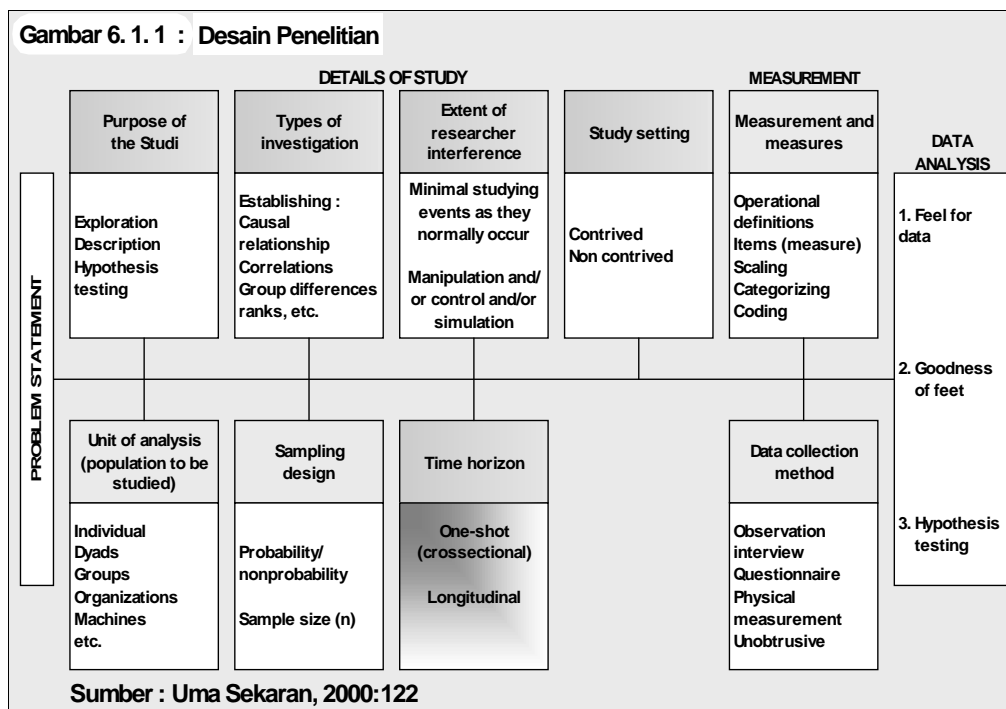 Gambar 6. 1. 1 : Desain Penelitian
DETAILS OF STUDY
MEASUREMENT
Purpose of
the Studi
Exploration
Description
Hypothesis
testing
Types of
investigation
Establishing :
Causal
relationship
Correlations
Group differences
ranks, etc.
Extent of
researcher
interference
Minimal studying
events as they
normally occur
Manipulation and/
or control and/or
simulation
Study setting
Contrived
Non contrived
Measurement and
measures
Operational
definitions
Items (measure)
Scaling
Categorizing
Coding
DATA
ANALYSIS
1. Feel for
data
2. Goodness
of feet
3. Hypothesis
testing
PROBLEM STATEMENT
Unit of analysis
(population to be
studied)
Individual
Dyads
Groups
Organizations
Machines
etc.
Sampling
design
Probability/
nonprobability
Sample size (n)
Time horizon
One-shot
(crossectional)
Longitudinal
Data collection
method
Observation
interview
Questionnaire
Physical
measurement
Unobtrusive
Sumber : Uma Sekaran, 2000:122